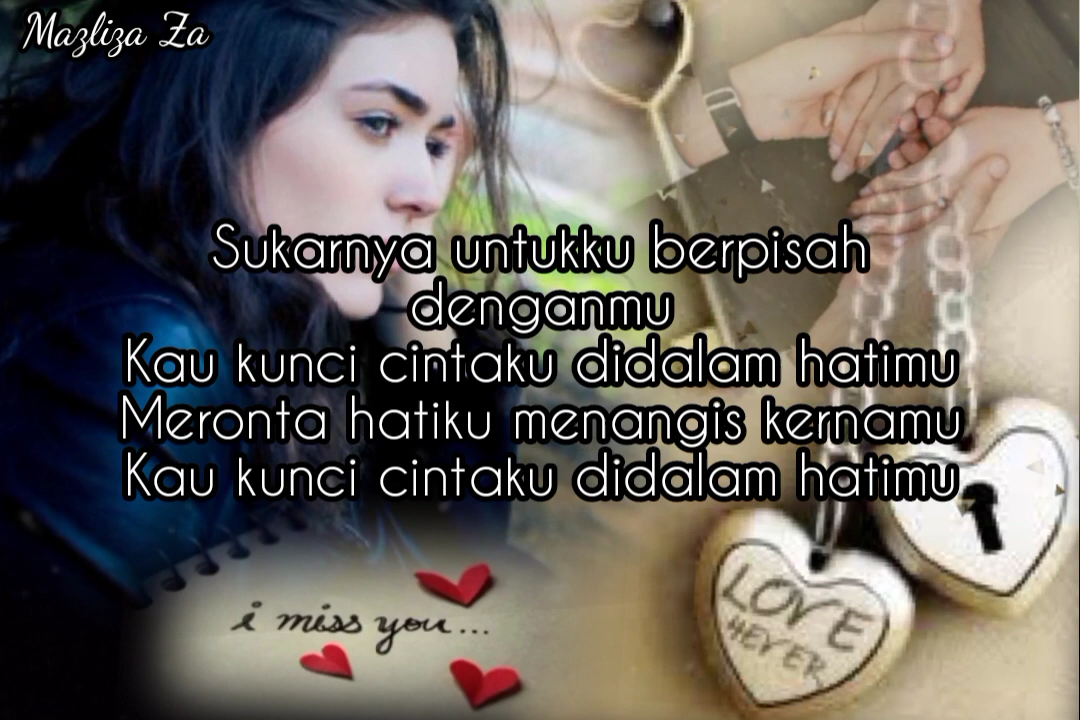 Mazliza Za
Sukarnya untukku berpisah
denganmu
Kau kunci cintaku didalam hatimu
Meronta hatiku menangis kernamu
Kau kunci cintaku didalam hatimu
i miss you...
LOVE